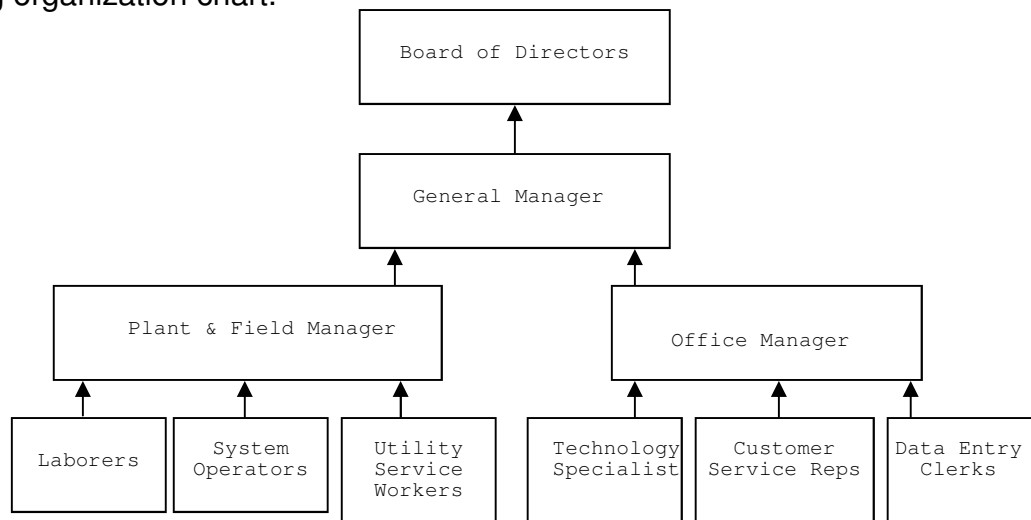 organization chart:
Board of Directors
General Manager
Plant & Field Manager
Office Manager
Laborers
System
Operators
Utility
Service
Workers
Technology
Specialist
Customer
Service Reps
Data Entry
Clerks